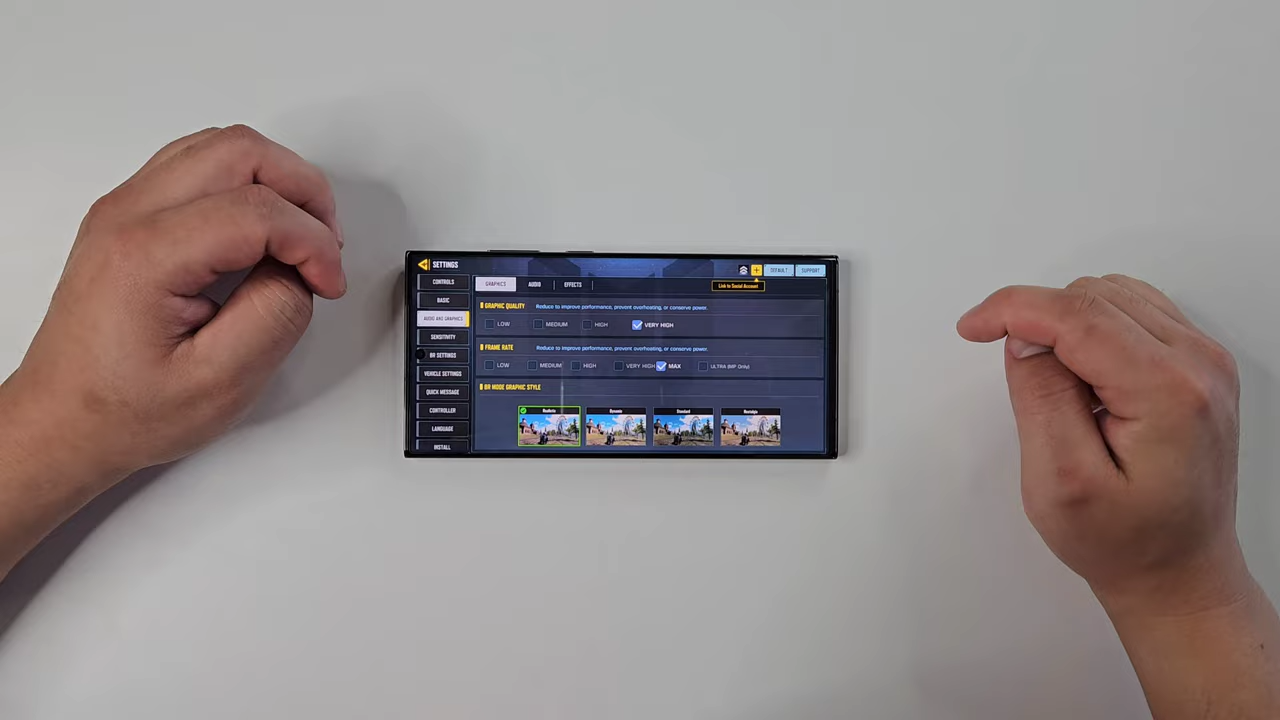 SETTINGS
DEFAULT
SUPPORT
CONTROLS
BASIC
AUDIO AND GRAPHICS
SENSITIVITY
BR SETTINGS
VEHICLE SETTINGS
QUICK MESSAGE
CONTROLLER
LANGUAGE
INSTALL
GRAPHICS
AUDIO
EFFECTS
Link to Social Account
GRAPHIC QUALITY
Reduce to improve performance, prevent overheating, or conserve power.
LOW
MEDIUM
HIGH
VERY HIGH
FRAME RATE
Reduce to improve performance, prevent overheating, or conserve power.
LOW
MEDIUM
HIGH
VERY HIGH
MAX
ULTRA (MP Only)
BR MODE GRAPHIC STYLE
Realistic
Dynamic
Standard
Nostalgic